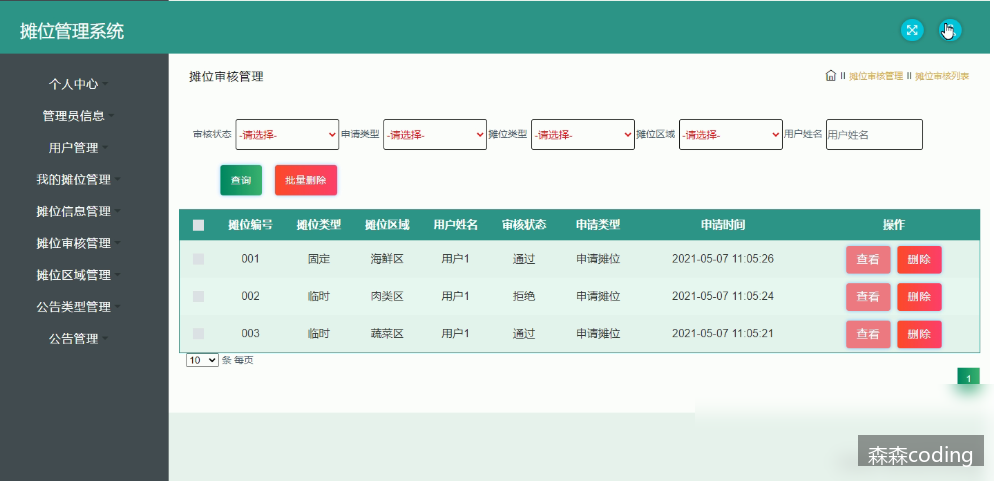 摊位管理系统
个人中心
管理员信息
用户管理
我的摊位管理
摊位信息管理
摊位审核管理
摊位区域管理
公告类型管理
公告管理
摊位审核管理
II 摊位审核管理 II 摊位审核列表
审核状态 -请选择- 申请类型 -请选择- 摊位类型 -请选择- 摊位区域 -请选择- 用户姓名 用户姓名
查询 批量删除
摊位编号 摊位类型 摊位区域 用户姓名 审核状态 申请类型 申请时间 操作
001 固定 海鲜区 用户1 通过 申请摊位 2021-05-07 11:05:26 查看 删除
002 临时 肉类区 用户1 拒绝 申请摊位 2021-05-07 11:05:24 查看 删除
003 临时 蔬菜区 用户1 通过 申请摊位 2021-05-07 11:05:21 查看 删除
10 条 每页
1
森森coding